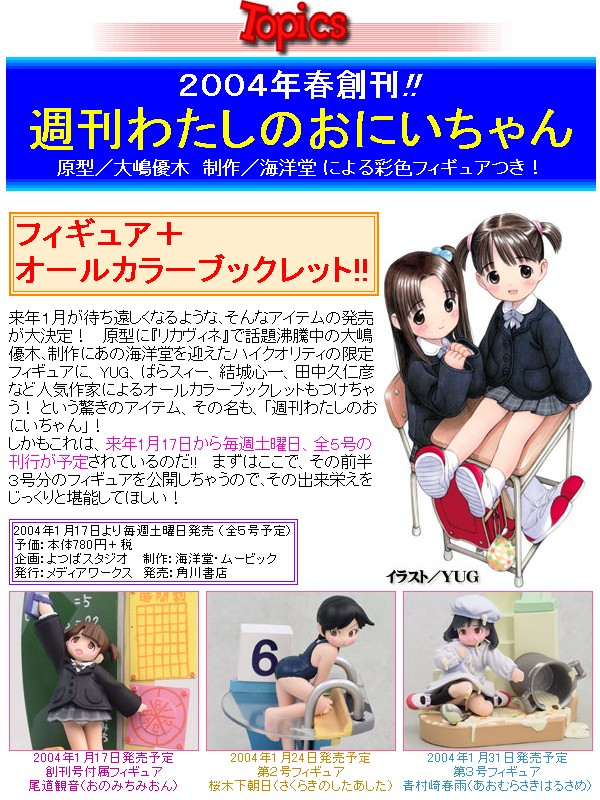 Topics
2004年春創刊!!
週刊わたしのおにいちゃん
原型／大嶋優木　制作／海洋堂 による彩色フィギュアつき！
フィギュア＋
オールカラーブックレット!!
来年1月が待ち遠しくなるような、そんなアイテムの発売
が大決定！　原型に『リカヴィネ』で話題沸騰中の大嶋
優木、制作にあの海洋堂を迎えたハイクオリティの限定
フィギュアに、YUG、ばらスィー、結城心一、田中久仁彦
など人気作家によるオールカラーブックレットもつけちゃ
う！ という驚きのアイテム、その名も、「週刊わたしのお
にいちゃん」！
しかもこれは、来年1月17日から毎週土曜日、全5号の
刊行が予定されているのだ!!　まずはここで、その前半
3号分のフィギュアを公開しちゃうので、その出来栄えを
じっくりと堪能してほしい！
2004年1月17日より毎週土曜日発売（全5号予定）
予価：本体780円＋税
企画：よつばスタジオ　制作：海洋堂・ムービック
発行：メディアワークス　発売：角川書店
イラスト／YUG
=5
=2
6
2004年1月17日発売予定
創刊号付属フィギュア
尾道観音（おのみちみおん）
2004年1月24日発売予定
第2号フィギュア
桜木下朝日（さくらぎのしたあした）
2004年1月31日発売予定
第3号フィギュア
青村崎春雨（あおむらさきはるさめ）